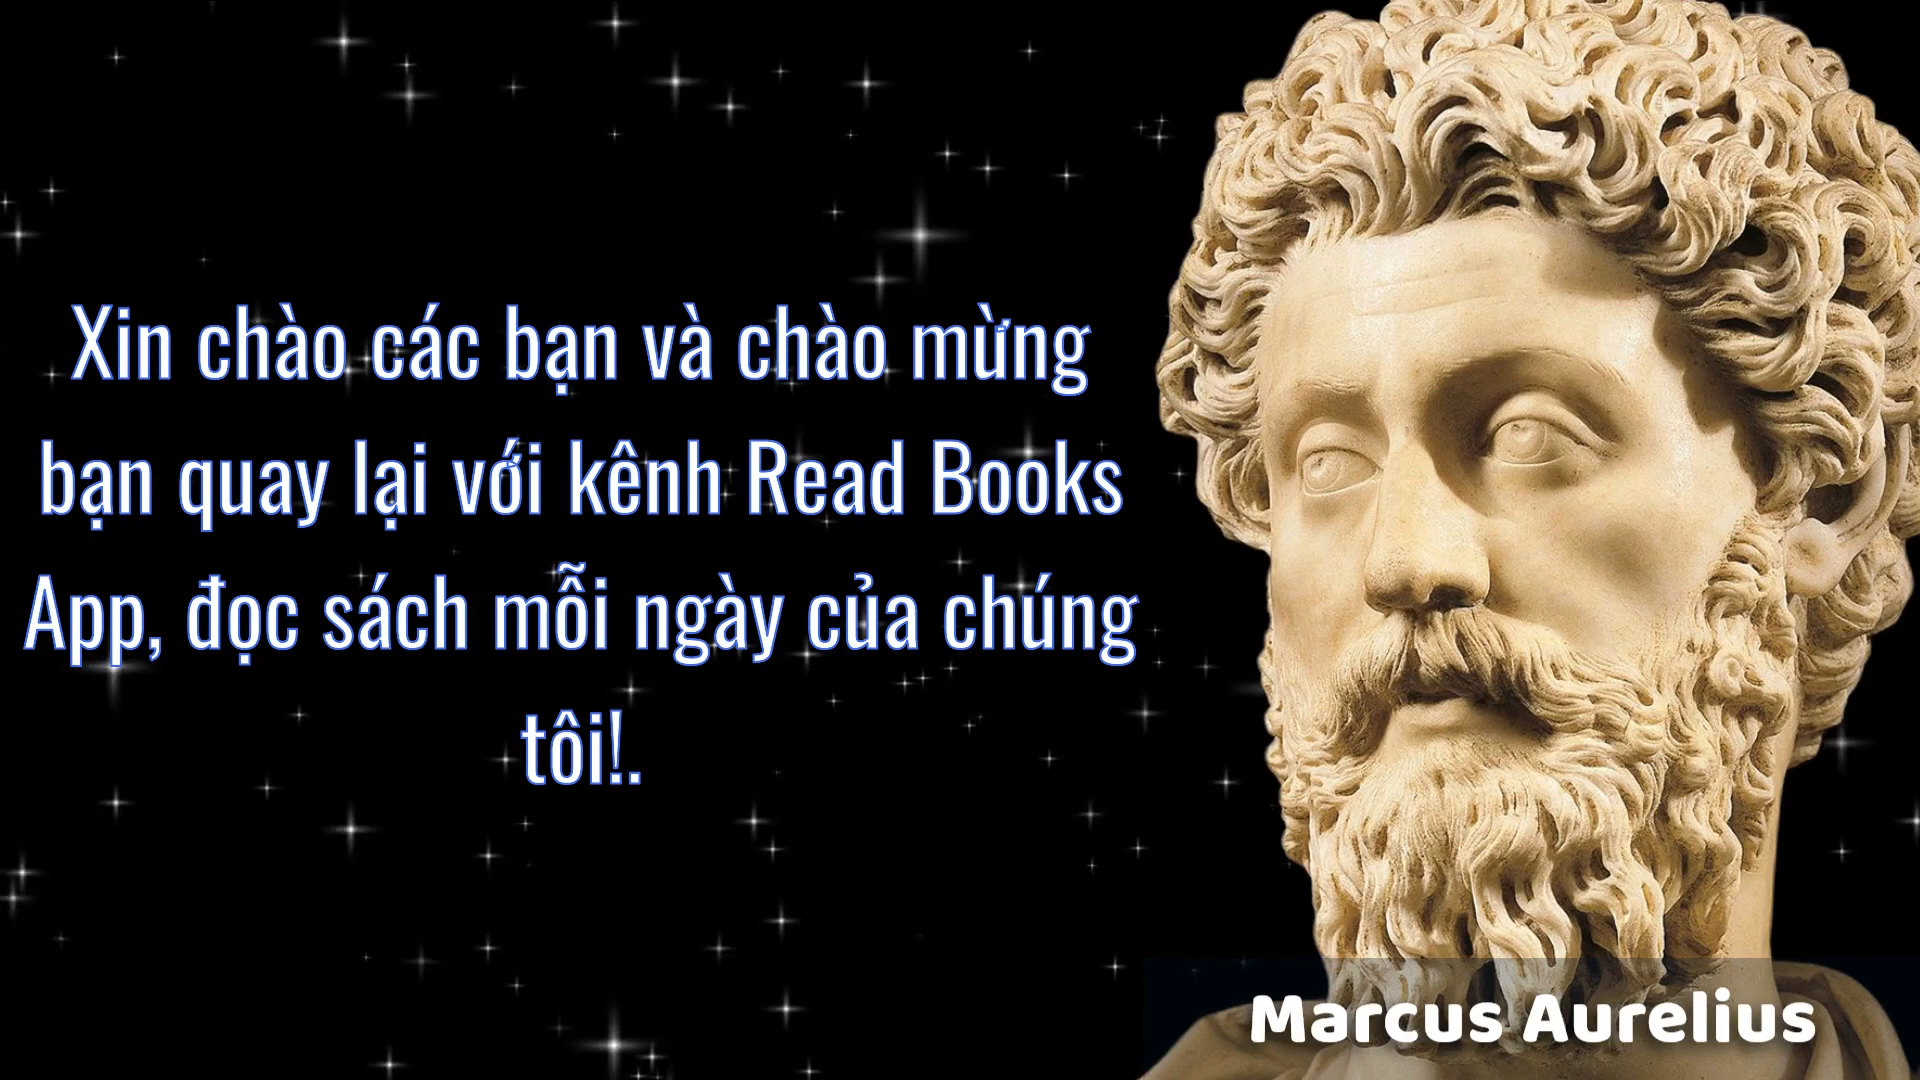 Xin chào các bạn và chào mừng
bạn quay lại với kênh Read Books
App, đọc sách mỗi ngày của chúng
tôi!.
Marcus Aurelius